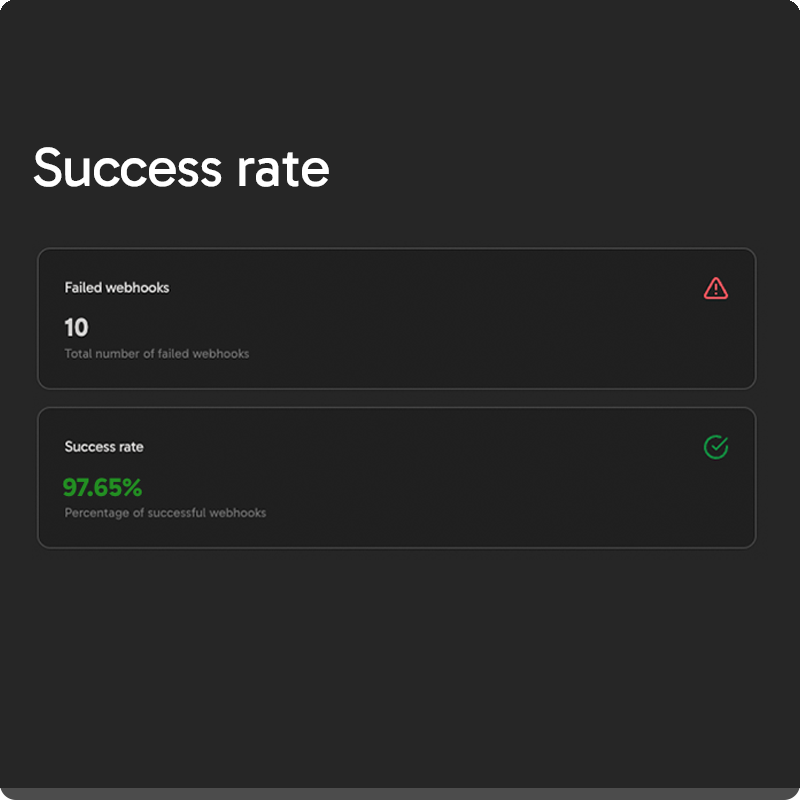 Success rate
Failed webhooks
10
Total number of failed webhooks
Success rate
97.65%
Percentage of successful webhooks